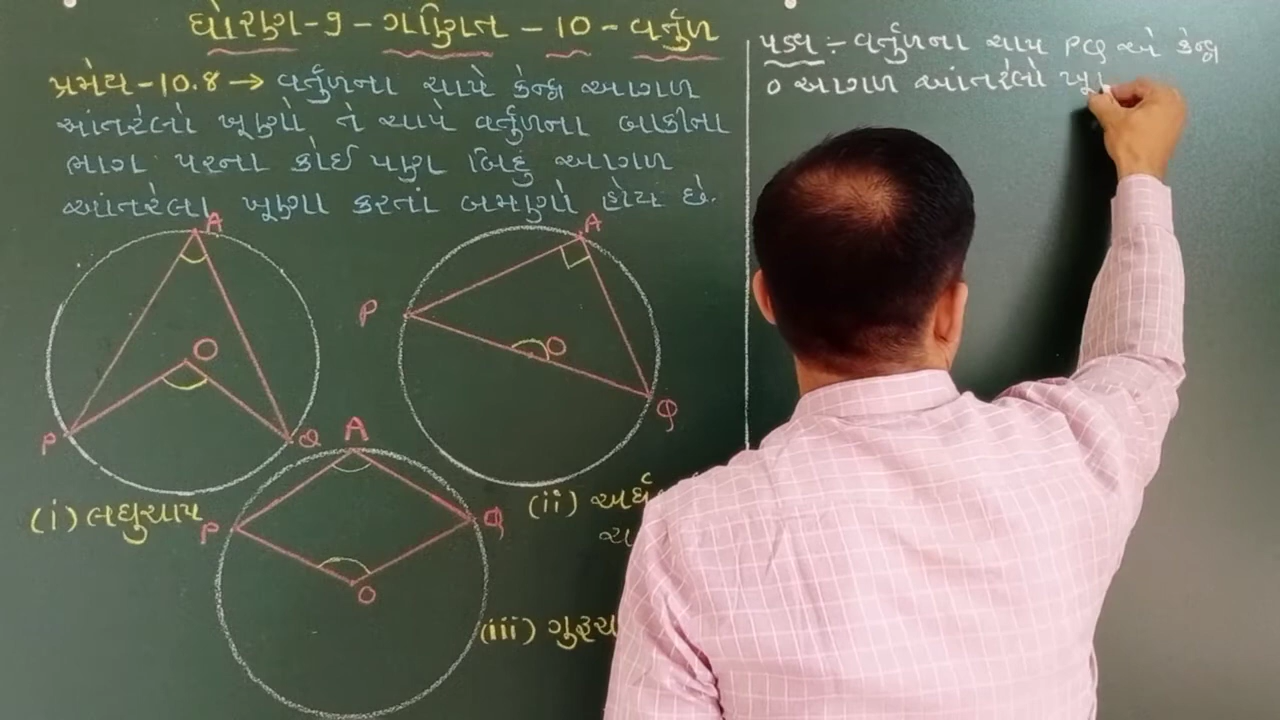 ધોરણ-9 - ગણિત - 10 - વર્તુળ
પ્રમેય -10.8 → વર્તુળના ચાપે કેન્દ્ર આગળ
આંતરેલો ખૂણો તે ચાપે વર્તુળના બાકીના
ભાગ પરના કોઈ પણ બિંદુ આગળ
આંતરેલા ખૂણા કરતાં બમણો હોય છે.
A
O
P
Q
(i) લઘુચાપ
A
P
O
Q
(ii) અર્ધ
A
P
Q
O
(iii) ગુરુચા
પક્ષ :- વર્તુળના ચાપ PQ એ કેન્દ્ર
O આગળ આંતરેલો ખૂ